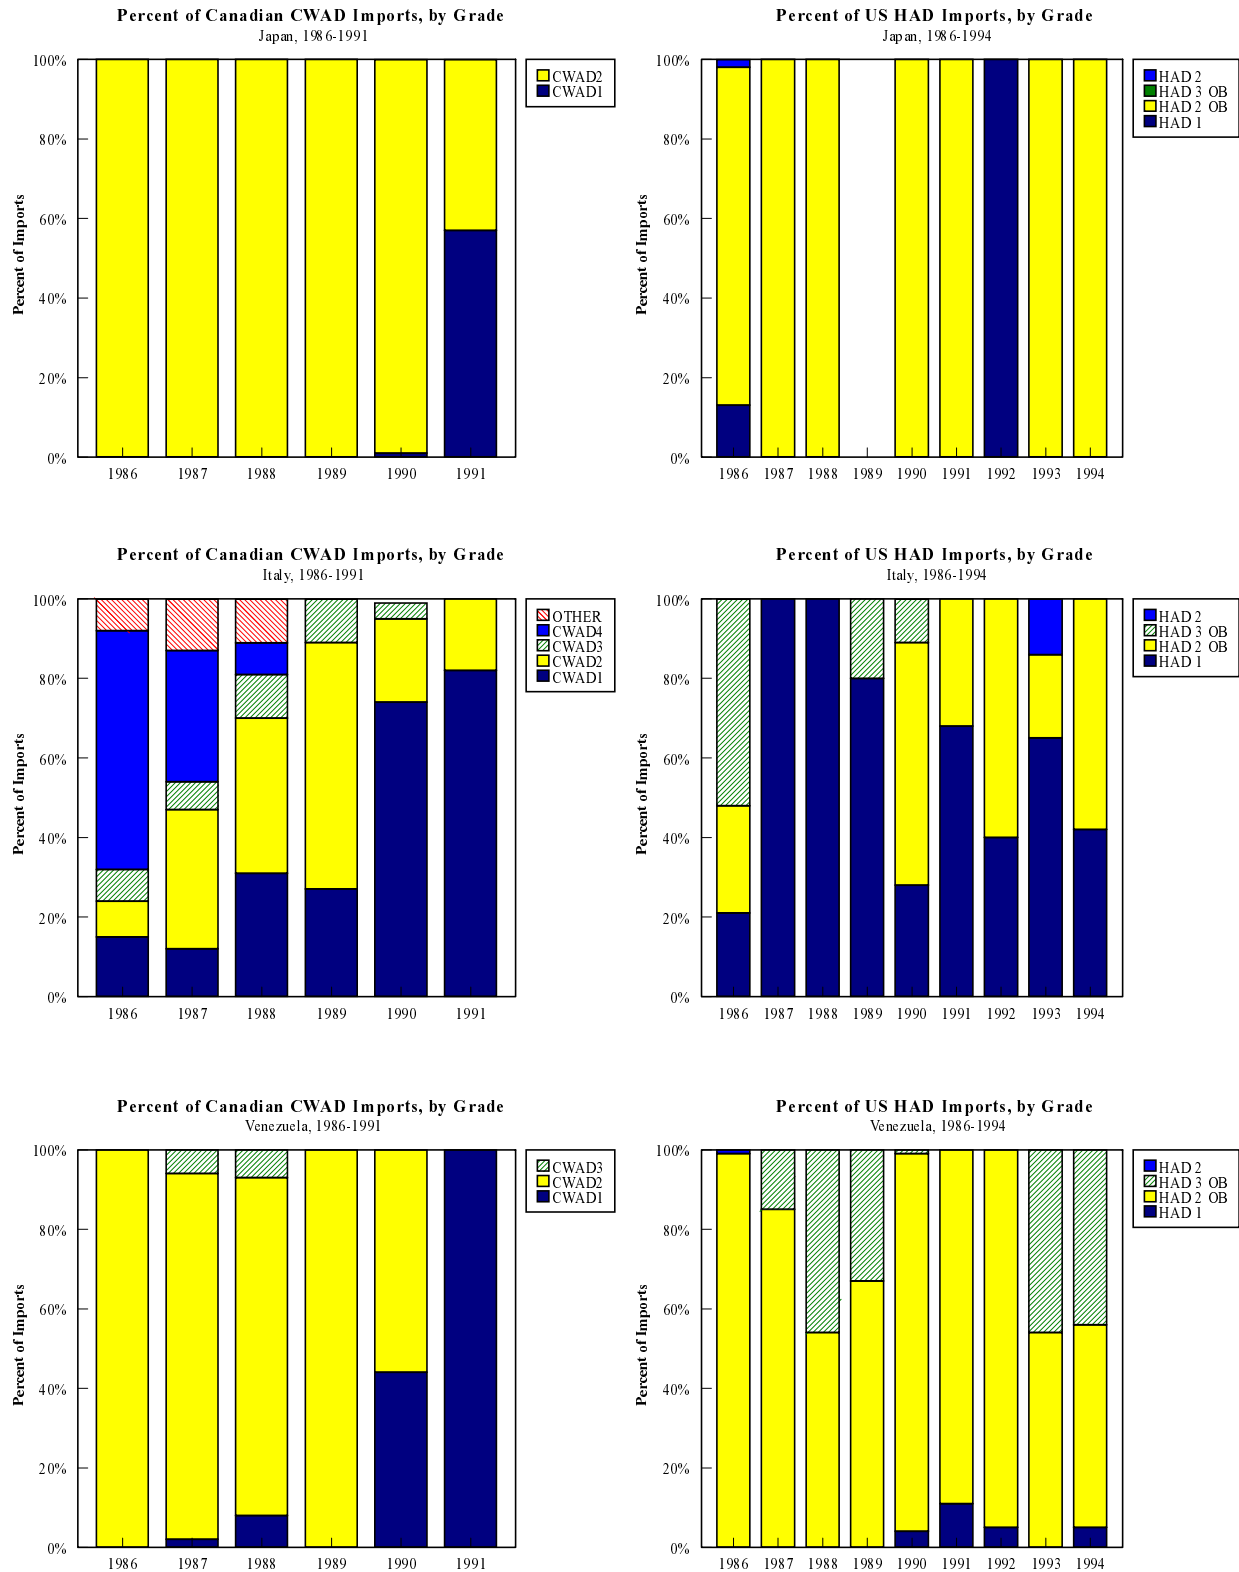 Percent of Canadian CWAD Imports, by Grade
Japan, 1986-1991
100%
80%
60%
40%
20%
0%
Percent of Imports
1986 1987 1988 1989 1990 1991
CWAD2
CWAD1
Percent of US HAD Imports, by Grade
Japan, 1986-1994
100%
80%
60%
40%
20%
0%
Percent of Imports
1986 1987 1988 1989 1990 1991 1992 1993 1994
HAD 2
HAD 3 OB
HAD 2 OB
HAD 1
Percent of Canadian CWAD Imports, by Grade
Italy, 1986-1991
100%
80%
60%
40%
20%
0%
Percent of Imports
1986 1987 1988 1989 1990 1991
OTHER
CWAD4
CWAD3
CWAD2
CWAD1
Percent of US HAD Imports, by Grade
Italy, 1986-1994
100%
80%
60%
40%
20%
0%
Percent of Imports
1986 1987 1988 1989 1990 1991 1992 1993 1994
HAD 2
HAD 3 OB
HAD 2 OB
HAD 1
Percent of Canadian CWAD Imports, by Grade
Venezuela, 1986-1991
100%
80%
60%
40%
20%
0%
Percent of Imports
1986 1987 1988 1989 1990 1991
CWAD3
CWAD2
CWAD1
Percent of US HAD Imports, by Grade
Venezuela, 1986-1994
100%
80%
60%
40%
20%
0%
Percent of Imports
1986 1987 1988 1989 1990 1991 1992 1993 1994
HAD 2
HAD 3 OB
HAD 2 OB
HAD 1